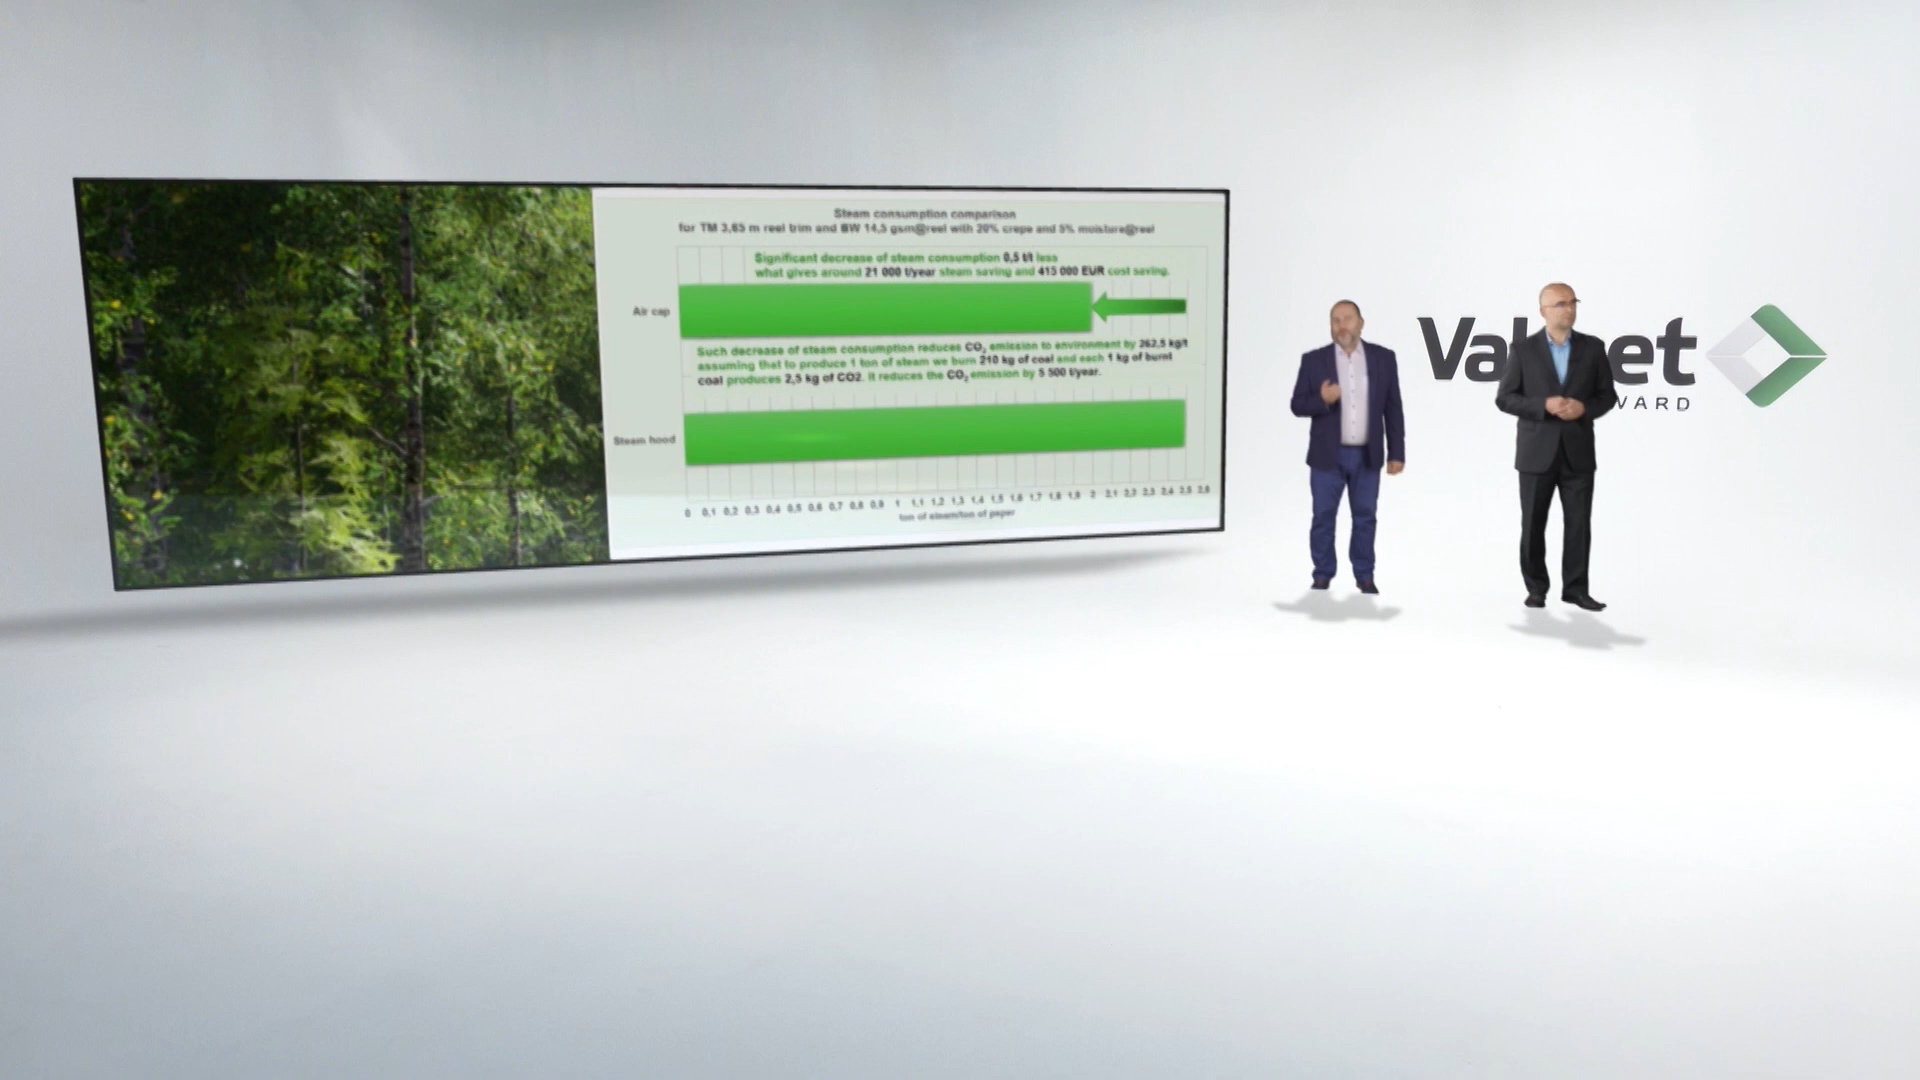 Steam consumption comparison
for TM 3,65 m reel trim and BW 14,5 gsm@reel with 20% crepe and 5% moisture@reel
Significant decrease of steam consumption 0,5 t/t less
what gives around 21 000 t/year steam saving and 415 000 EUR cost saving.
Air cap
Such decrease of steam consumption reduces CO₂ emission to environment by 262,5 kg/t
assuming that to produce 1 ton of steam we burn 210 kg of coal and each 1 kg of burnt
coal produces 2,5 kg of CO2. It reduces the CO₂ emission by 5 500 t/year.
Steam hood
0 0,1 0,2 0,3 0,4 0,5 0,6 0,7 0,8 0,9 1 1,1 1,2 1,3 1,4 1,5 1,6 1,7 1,8 1,9 2 2,1 2,2 2,3 2,4 2,5 2,6
ton of steam/ton of paper
Val et
WARD